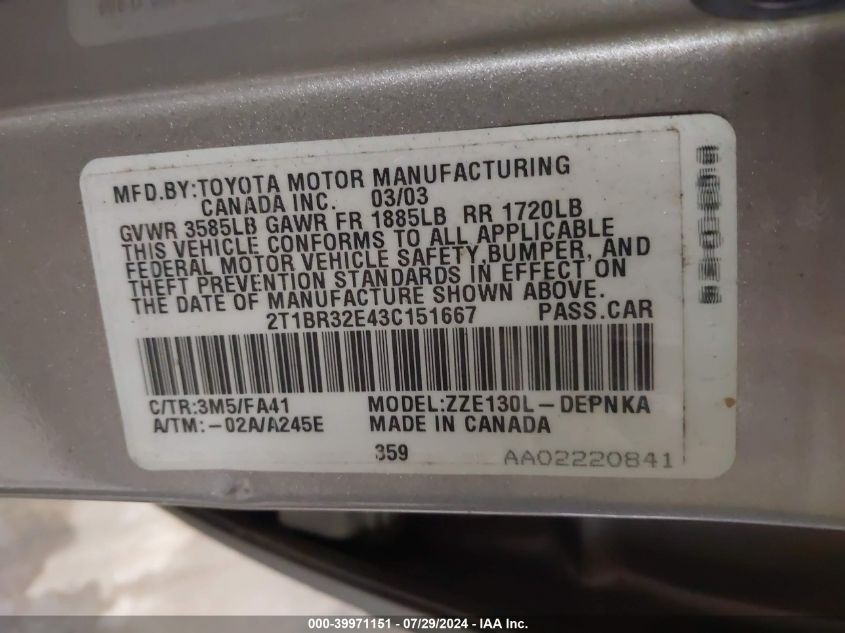 MFD.BY:TOYOTA MOTOR MANUFACTURING
CANADA INC. 03/03
GVWR 3585LB GAWR FR 1885LB RR 1720LB
THIS VEHICLE CONFORMS TO ALL APPLICABLE
FEDERAL MOTOR VEHICLE SAFETY,BUMPER, AND
THEFT PREVENTION STANDARDS IN EFFECT ON
THE DATE OF MANUFACTURE SHOWN ABOVE.
2T1BR32E43C151667 PASS.CAR
C/TR:3M5/FA41 MODEL:ZZE130L-DEPNKA
A/TM:-02A/A245E MADE IN CANADA
359
AA02220841
000-39971151 / 07/29/2024 - IAA Inc.